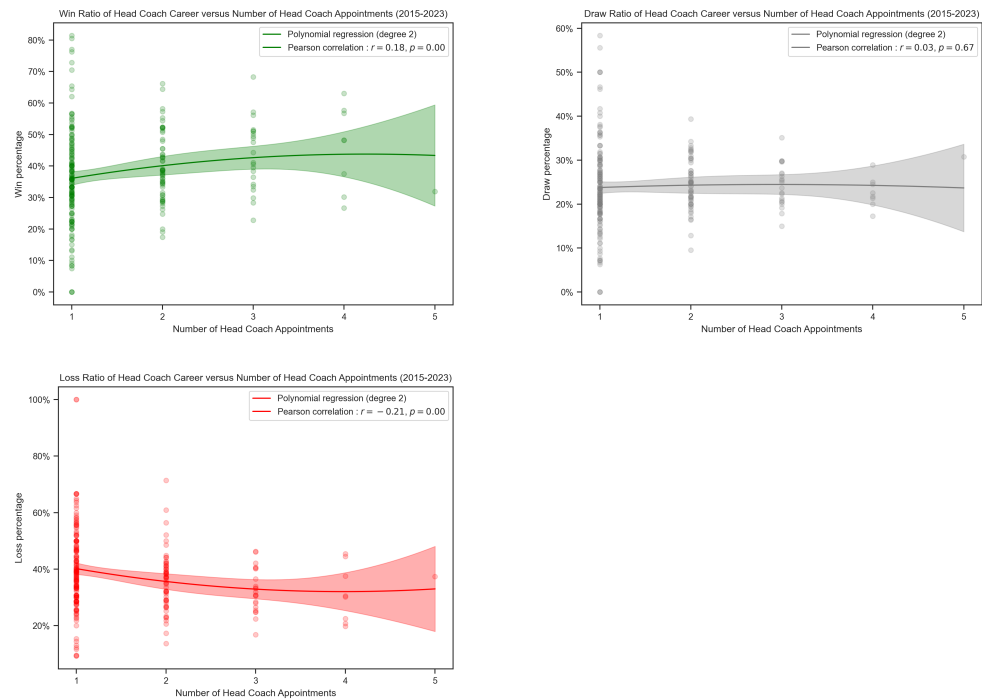 Win Ratio of Head Coach Career versus Number of Head Coach Appointments (2015-2023)
Polynomial regression (degree 2)
Pearson correlation : r = 0.18, p = 0.00
80%
70%
60%
50%
40%
30%
20%
10%
0%
Win percentage
1 2 3 4 5
Number of Head Coach Appointments
Draw Ratio of Head Coach Career versus Number of Head Coach Appointments (2015-2023)
Polynomial regression (degree 2)
Pearson correlation : r = 0.03, p = 0.67
60%
50%
40%
30%
20%
10%
0%
Draw percentage
1 2 3 4 5
Number of Head Coach Appointments
Loss Ratio of Head Coach Career versus Number of Head Coach Appointments (2015-2023)
Polynomial regression (degree 2)
Pearson correlation : r = −0.21, p = 0.00
100%
80%
60%
40%
20%
Loss percentage
1 2 3 4 5
Number of Head Coach Appointments